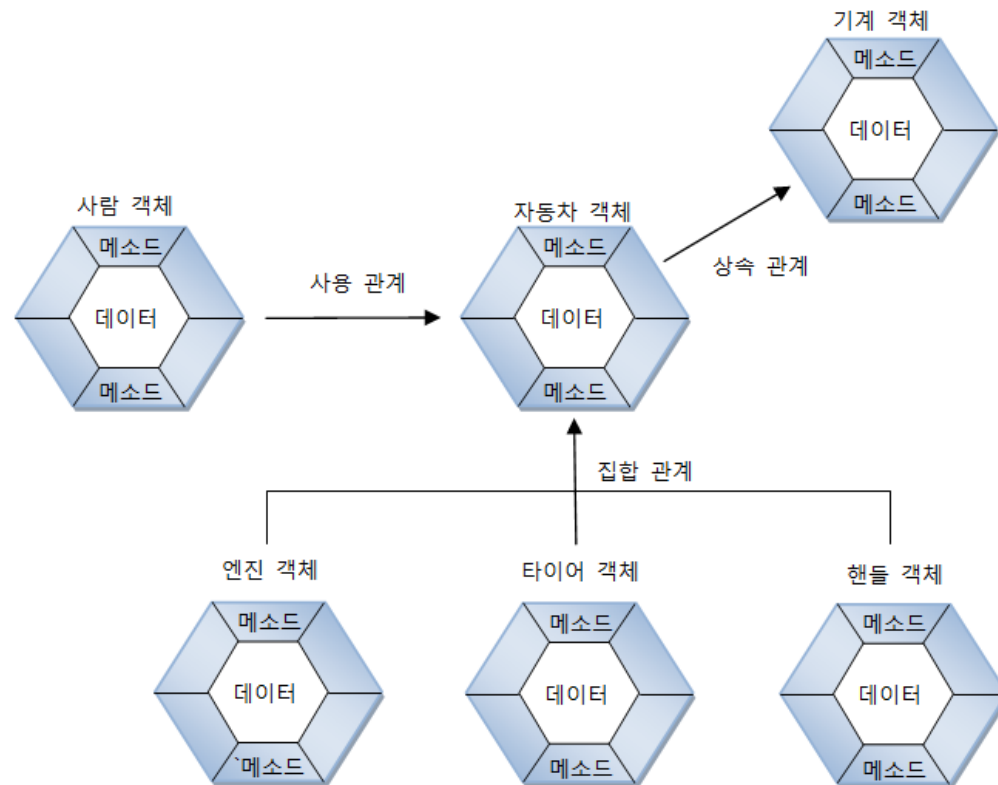 기계 객체
메소드
데이터
메소드
사람 객체
메소드
데이터
메소드
사용 관계
자동차 객체
메소드
데이터
메소드
상속 관계
집합 관계
엔진 객체
메소드
데이터
`메소드
타이어 객체
메소드
데이터
메소드
핸들 객체
메소드
데이터
메소드